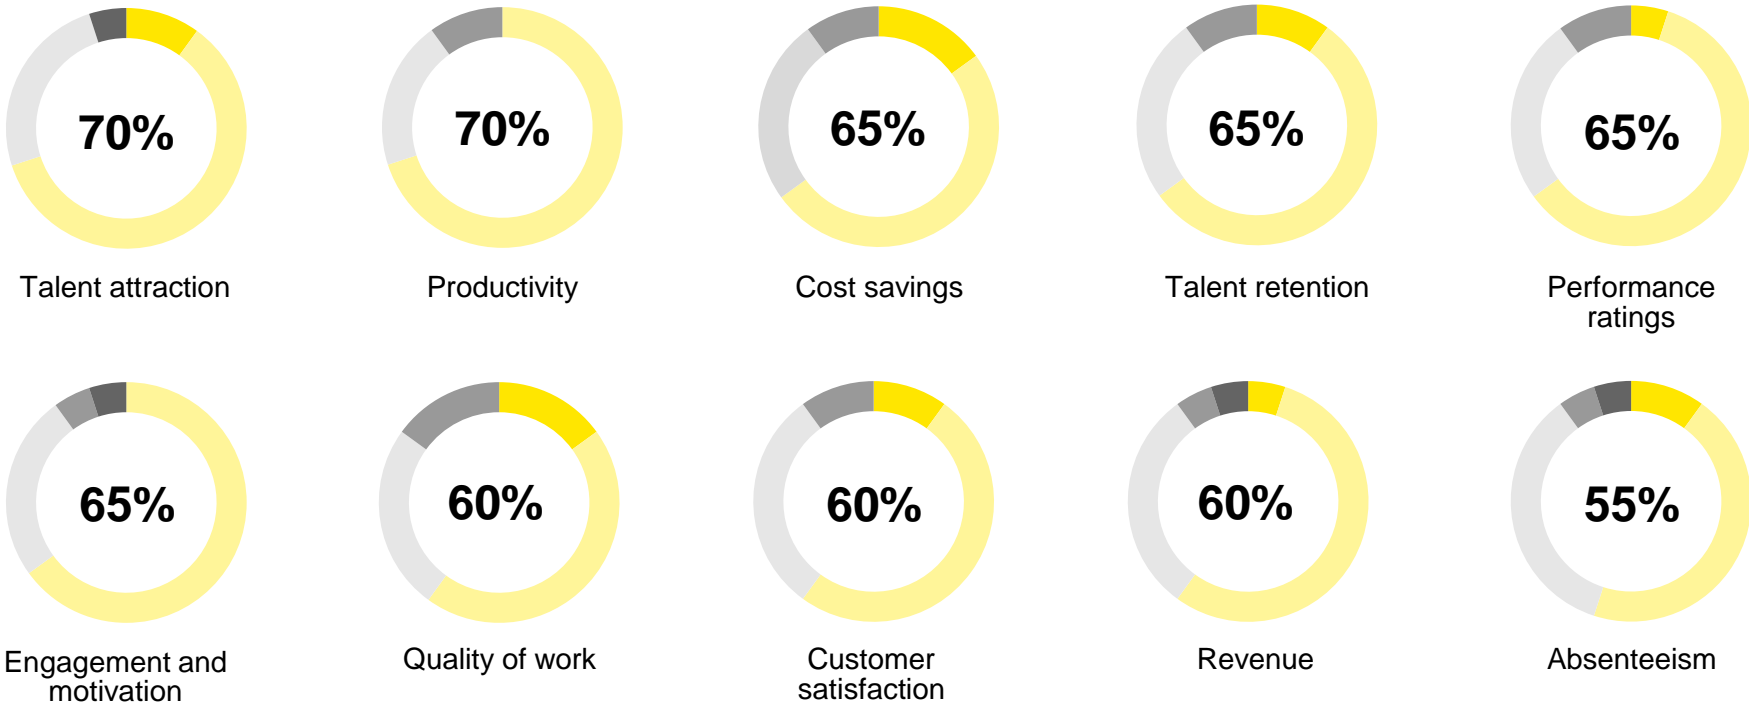 70%
70%
65%
65%
65%
Talent attraction
Productivity
Cost savings
Talent retention
Performance
ratings
65%
60%
60%
60%
55%
Engagement and
motivation
Quality of work
Customer
satisfaction
Revenue
Absenteeism